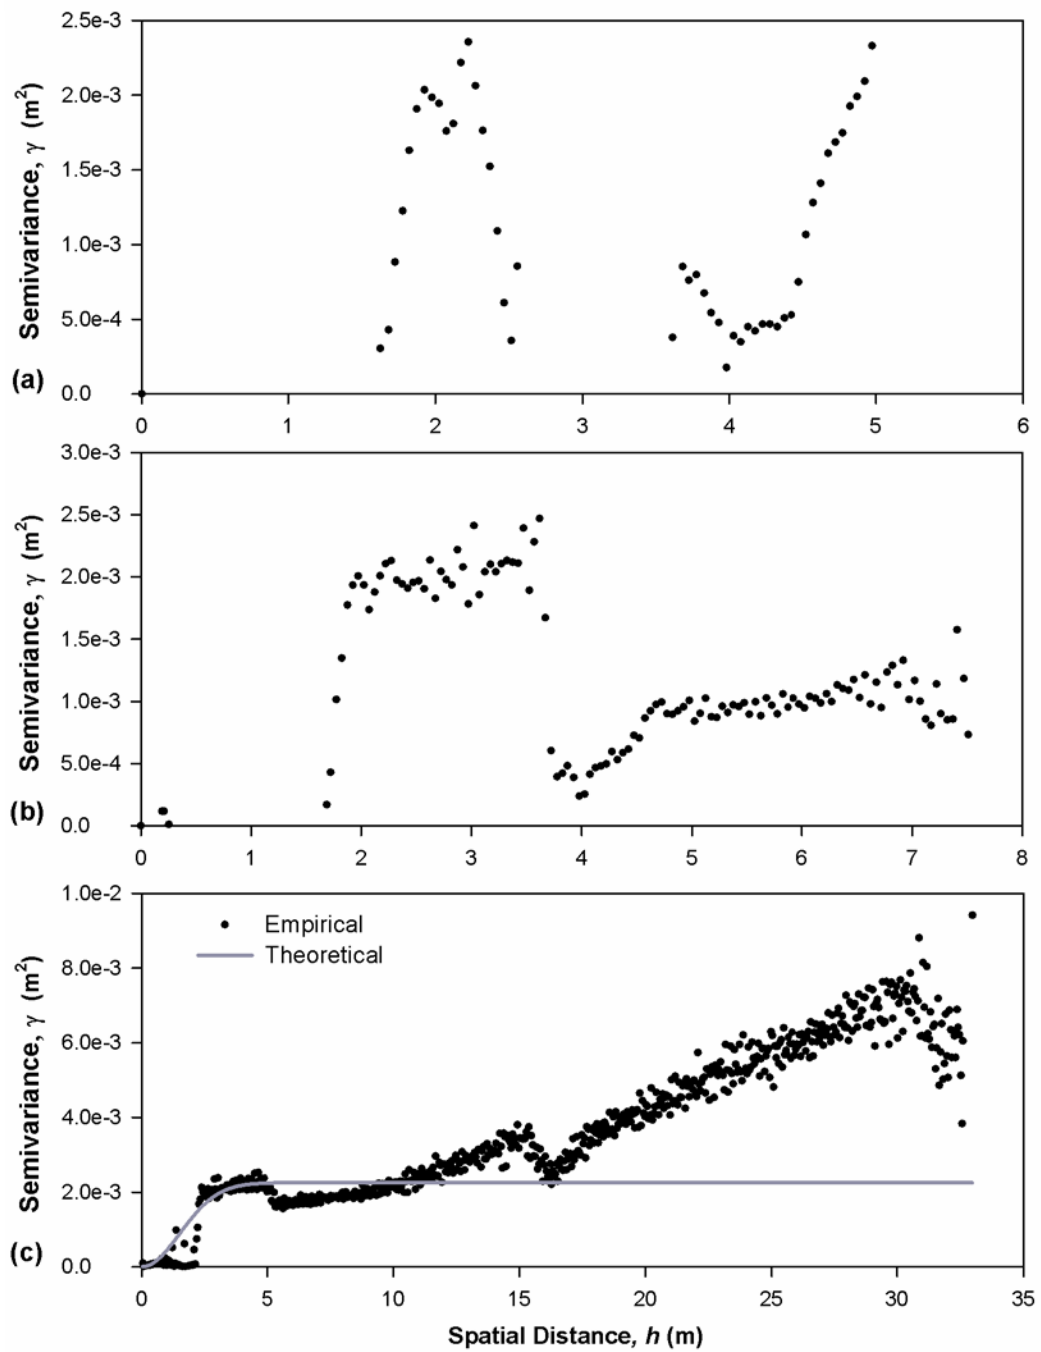 2.5e-3
2.0e-3
1.5e-3
1.0e-3
5.0e-4
0.0
Semivariance, γ (m²)
(a)
0 1 2 3 4 5 6
3.0e-3
2.5e-3
2.0e-3
1.5e-3
1.0e-3
5.0e-4
0.0
Semivariance, γ (m²)
(b)
0 1 2 3 4 5 6 7 8
1.0e-2
8.0e-3
6.0e-3
4.0e-3
2.0e-3
0.0
Semivariance, γ (m²)
(c)
Empirical
Theoretical
0 5 10 15 20 25 30 35
Spatial Distance, h (m)